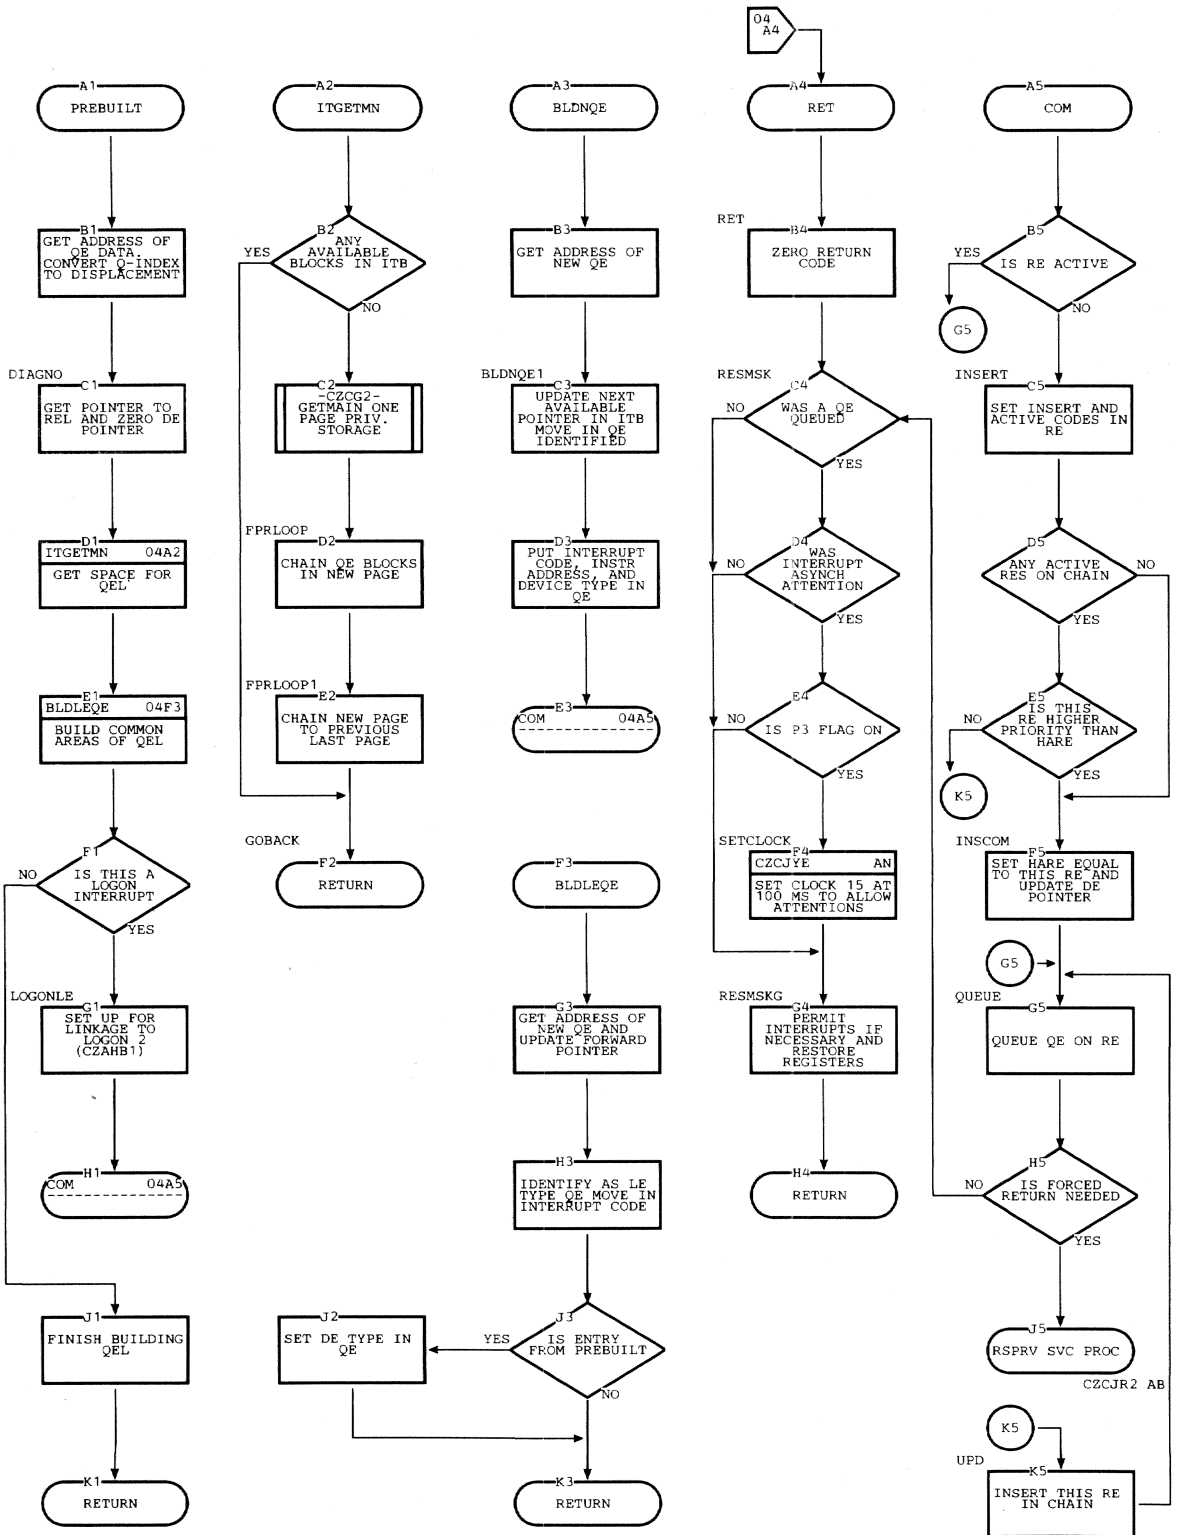 04
A4
A1
PREBUILT
B1
GET ADDRESS OF
QE DATA.
CONVERT Q-INDEX
TO DISPLACEMENT
DIAGNO
C1
GET POINTER TO
REL AND ZERO DE
POINTER
D1
ITGETMN 04A2
GET SPACE FOR
QEL
E1
BLDLEQE 04F3
BUILD COMMON
AREAS OF QEL
F1
IS THIS A
LOGON
INTERRUPT
NO
YES
LOGONLE
G1
SET UP FOR
LINKAGE TO
LOGON 2
(CZAHB1)
H1
COM 04A5
J1
FINISH BUILDING
QEL
K1
RETURN
A2
ITGETMN
B2
ANY
AVAILABLE
BLOCKS IN ITB
YES
NO
C2
-CZCG2-
GETMAIN ONE
PAGE PRIV.
STORAGE
FPRLOOP
D2
CHAIN QE BLOCKS
IN NEW PAGE
FPRLOOP1
E2
CHAIN NEW PAGE
TO PREVIOUS
LAST PAGE
GOBACK
F2
RETURN
J2
SET DE TYPE IN
QE
A3
BLDNQE
B3
GET ADDRESS OF
NEW QE
BLDNQE1
C3
UPDATE NEXT
AVAILABLE
POINTER IN ITB
MOVE IN QE
IDENTIFIED
D3
PUT INTERRUPT
CODE, INSTR
ADDRESS, AND
DEVICE TYPE IN
QE
E3
COM 04A5
F3
BLDLEQE
G3
GET ADDRESS OF
NEW QE AND
UPDATE FORWARD
POINTER
H3
IDENTIFY AS LE
TYPE QE MOVE IN
INTERRUPT CODE
J3
IS ENTRY
FROM PREBUILT
YES
NO
K3
RETURN
A4
RET
RET
B4
ZERO RETURN
CODE
RESMSK
C4
WAS A QE
QUEUED
NO
YES
D4
WAS
INTERRUPT
ASYNCH
ATTENTION
NO
YES
E4
IS P3 FLAG ON
NO
YES
SETCLOCK
F4
CZCJYE AN
SET CLOCK 15 AT
100 MS TO ALLOW
ATTENTIONS
RESMSKG
G4
PERMIT
INTERRUPTS IF
NECESSARY AND
RESTORE
REGISTERS
H4
RETURN
A5
COM
B5
IS RE ACTIVE
YES
NO
G5
INSERT
C5
SET INSERT AND
ACTIVE CODES IN
RE
D5
ANY ACTIVE
RES ON CHAIN
NO
YES
E5
IS THIS
RE HIGHER
PRIORITY THAN
HARE
NO
YES
K5
INSCOM
F5
SET HARE EQUAL
TO THIS RE AND
UPDATE DE
POINTER
G5
QUEUE
G5
QUEUE QE ON RE
H5
IS FORCED
RETURN NEEDED
NO
YES
J5
RSPRV SVC PROC
CZCJR2 AB
K5
UPD
K5
INSERT THIS RE
IN CHAIN